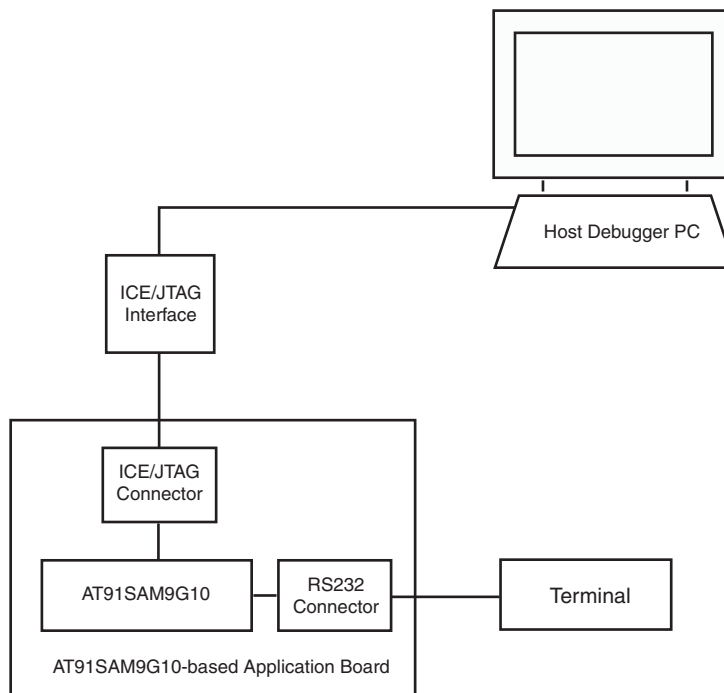 Host Debugger PC
ICE/JTAG
Interface
ICE/JTAG
Connector
AT91SAM9G10
RS232
Connector
Terminal
AT91SAM9G10-based Application Board